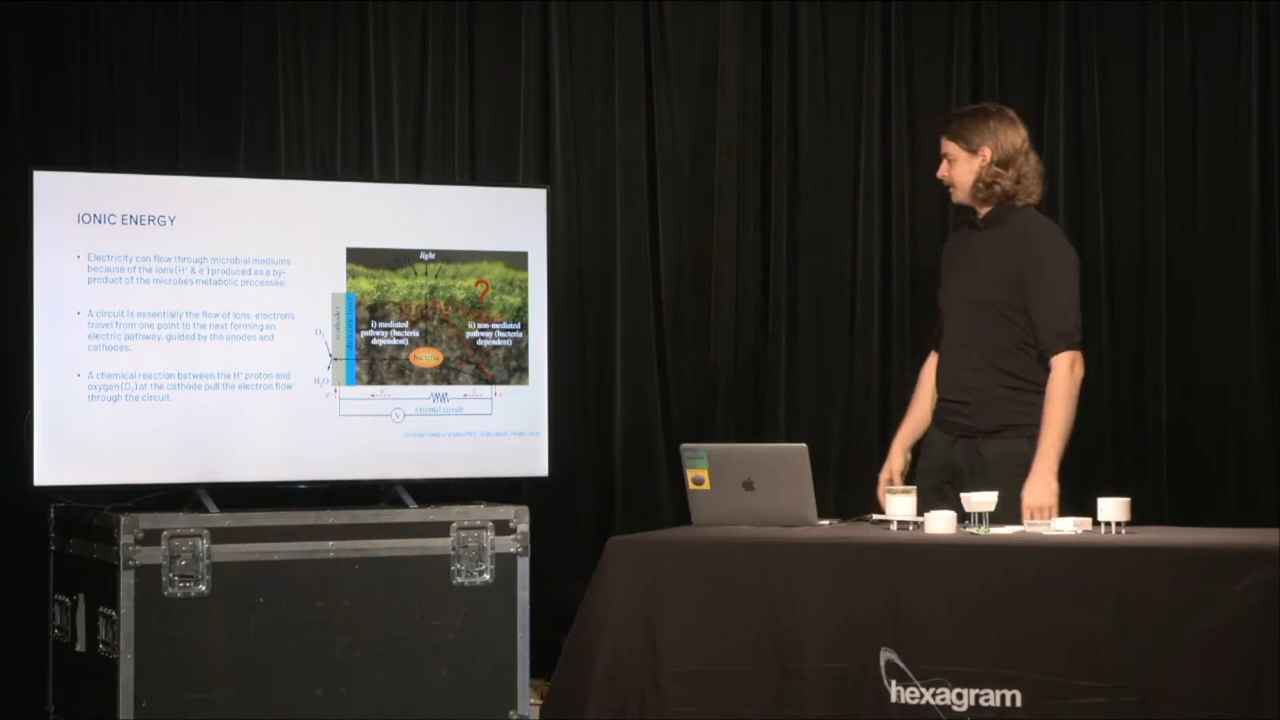 IONIC ENERGY
• Electricity can flow through microbial mediums
because of the ions (H⁺ & e⁻) produced as a by-
product of the microbes metabolic processes.
• A circuit is essentially the flow of ions, electrons
travel from one point to the next forming an
electric pathway, guided by the anodes and
cathodes.
• A chemical reaction between the H⁺ proton and
oxygen (O₂) at the cathode pull the electron flow
through the circuit.
light
?
cathode
i) mediated
pathway (bacteria
dependent)
ii) non-mediated
pathway (bacteria
dependent)
bacteria
O₂
H₂O
external circuit
V
hexagram